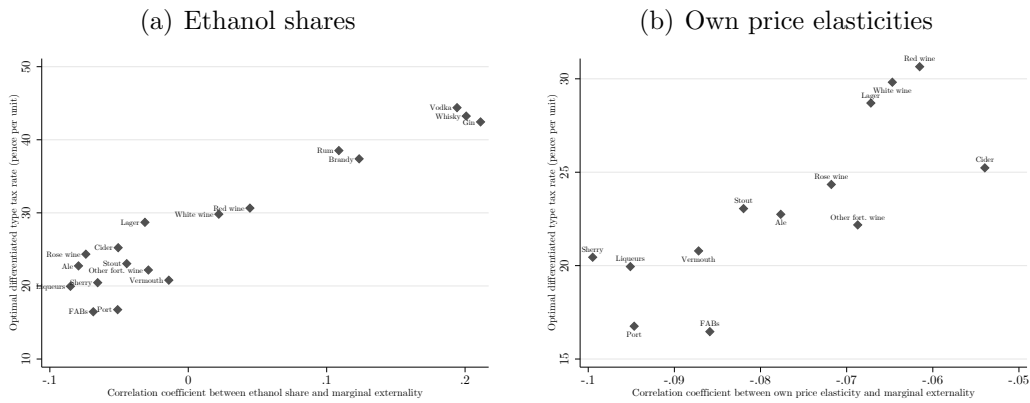 (a) Ethanol shares
Optimal differentiated type tax rate (pence per unit)
50
40
30
20
10
Vodka
Whisky
Gin
Rum
Brandy
Red wine
White wine
Lager
Cider
Rose wine
Stout
Ale
Other fort. wine
Vermouth
Sherry
Liqueurs
Port
FABs
-.1
0
.1
.2
Correlation coefficient between ethanol share and marginal externality
(b) Own price elasticities
Optimal differentiated type tax rate (pence per unit)
30
25
20
15
Red wine
White wine
Lager
Cider
Rose wine
Stout
Ale
Other fort. wine
Sherry
Vermouth
Liqueurs
FABs
Port
-.1
-.09
-.08
-.07
-.06
-.05
Correlation coefficient between own price elasticity and marginal externality